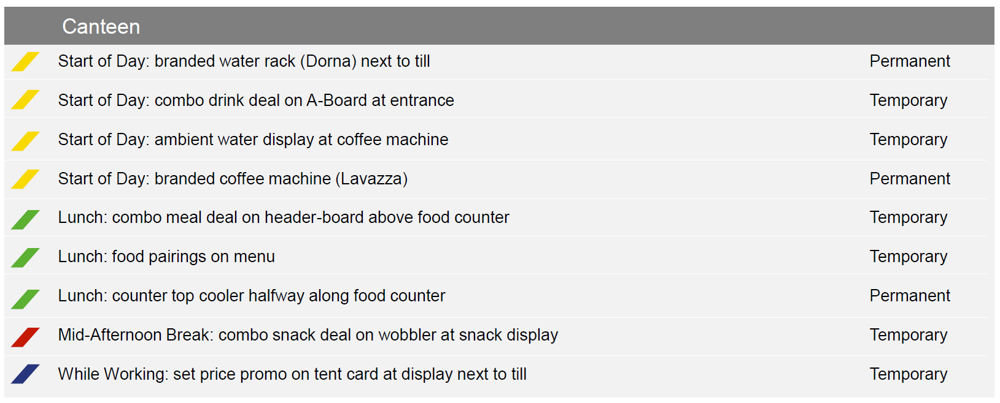 Canteen
Start of Day: branded water rack (Dorna) next to till Permanent
Start of Day: combo drink deal on A-Board at entrance Temporary
Start of Day: ambient water display at coffee machine Temporary
Start of Day: branded coffee machine (Lavazza) Permanent
Lunch: combo meal deal on header-board above food counter Temporary
Lunch: food pairings on menu Temporary
Lunch: counter top cooler halfway along food counter Permanent
Mid-Afternoon Break: combo snack deal on wobbler at snack display Temporary
While Working: set price promo on tent card at display next to till Temporary